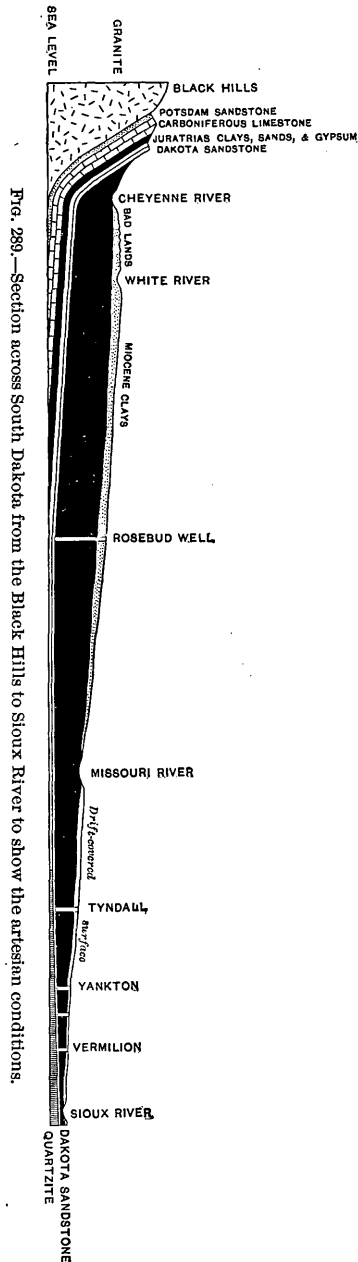 SEA LEVEL
GRANITE
BLACK HILLS
POTSDAM SANDSTONE
CARBONIFEROUS LIMESTONE
JURATRIAS CLAYS, SANDS, & GYPSUM
DAKOTA SANDSTONE
CHEYENNE RIVER
BAD LANDS
WHITE RIVER
MIOCENE CLAYS
ROSEBUD WELL
MISSOURI RIVER
Drift-covered surface
TYNDALL
YANKTON
VERMILION
SIOUX RIVER
DAKOTA SANDSTONE
QUARTZITE
FIG. 289.—Section across South Dakota from the Black Hills to Sioux River to show the artesian conditions.